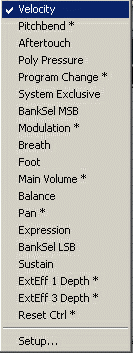 Velocity
Pitchbend *
Aftertouch
Poly Pressure
Program Change *
System Exclusive
BankSel MSB
Modulation *
Breath
Foot
Main Volume *
Balance
Pan *
Expression
BankSel LSB
Sustain
ExtEff 1 Depth *
ExtEff 3 Depth *
Reset Ctrl *
Setup...